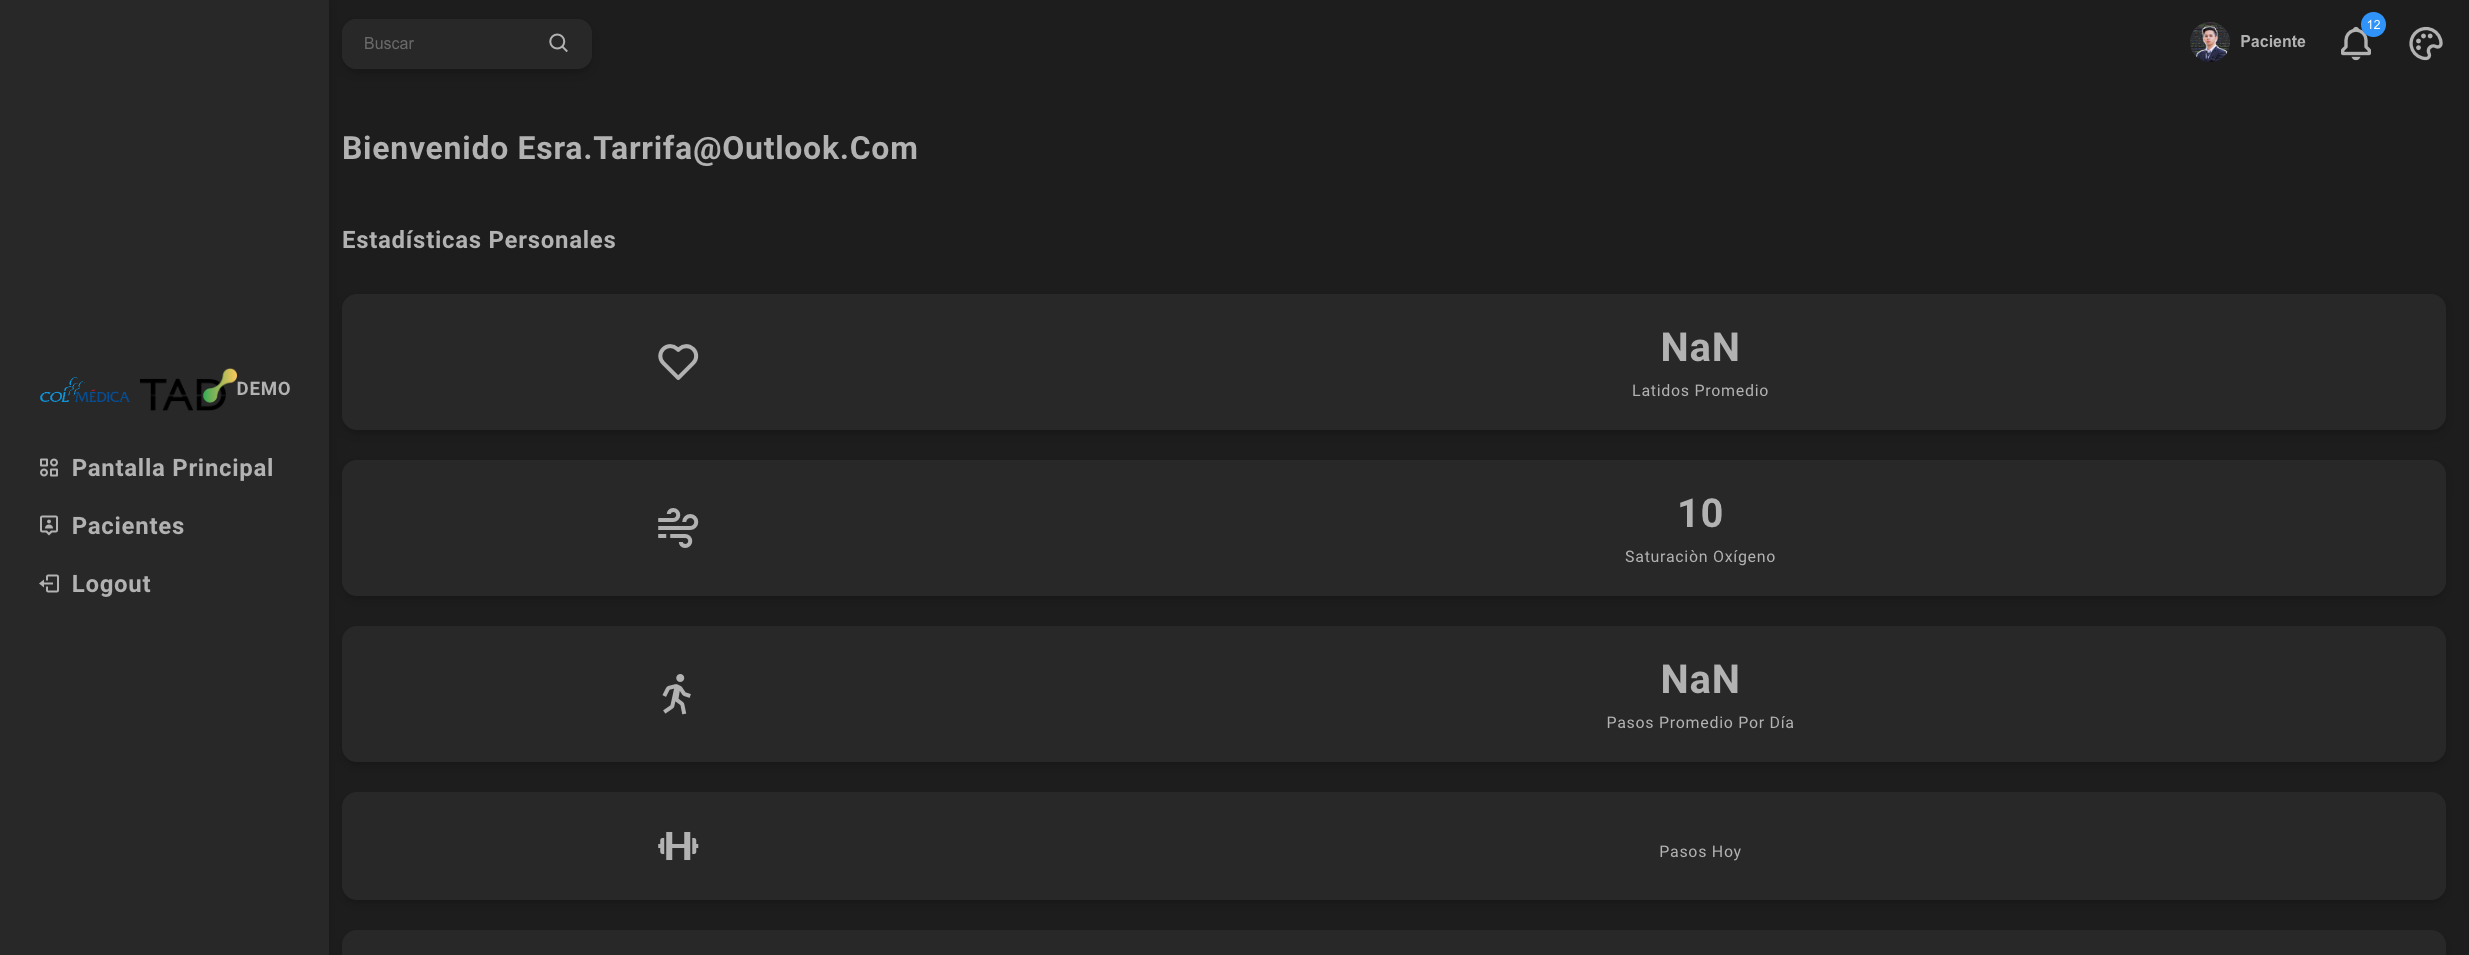 Buscar
Paciente
12
Bienvenido Esra.Tarrifa@Outlook.Com
Estadísticas Personales
COLMÉDICA TAD DEMO
Pantalla Principal
Pacientes
Logout
NaN
Latidos Promedio
10
Saturaciòn Oxígeno
NaN
Pasos Promedio Por Día
Pasos Hoy